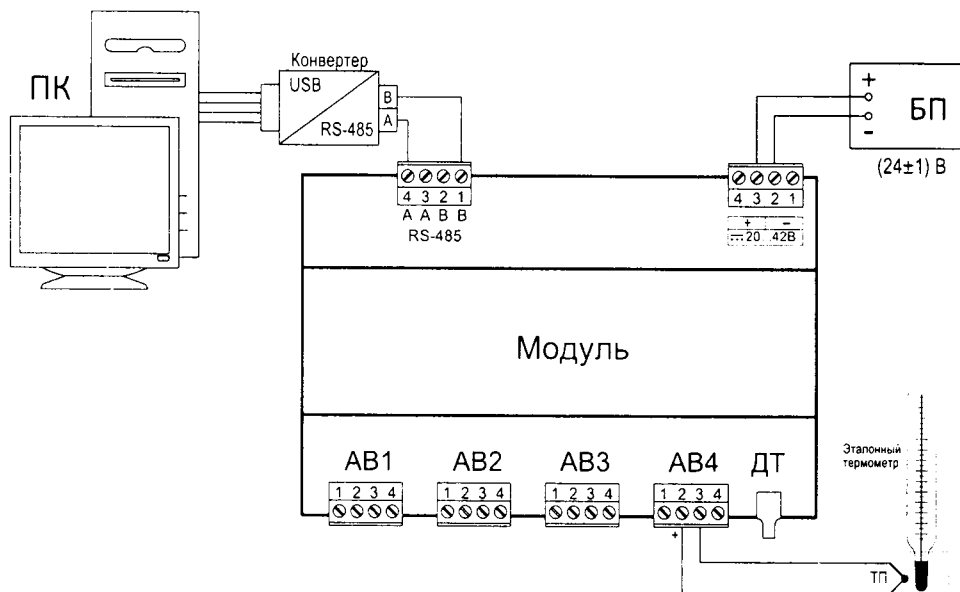 ПК
Конвертер
USB
RS-485
B
A
+
-
БП
(24±1) В
4 3 2 1
A A B B
RS-485
4 3 2 1
+ −
20 42В
Модуль
АВ1
АВ2
АВ3
АВ4
ДТ
1 2 3 4
1 2 3 4
1 2 3 4
1 2 3 4
+
Эталонный
термометр
ТП